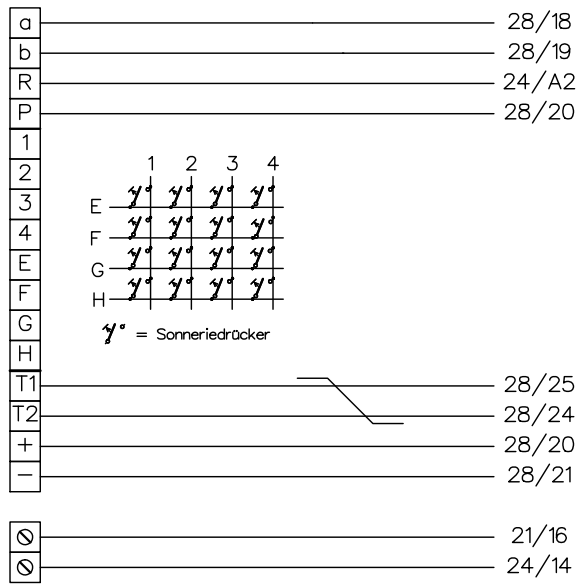 a 28/18
b 28/19
R 24/A2
P 28/20
1
2
3
4
E
F
G
H
1 2 3 4
E
F
G
H
= Sonneriedrücker
T1 28/25
T2 28/24
+ 28/20
− 28/21
21/16
24/14